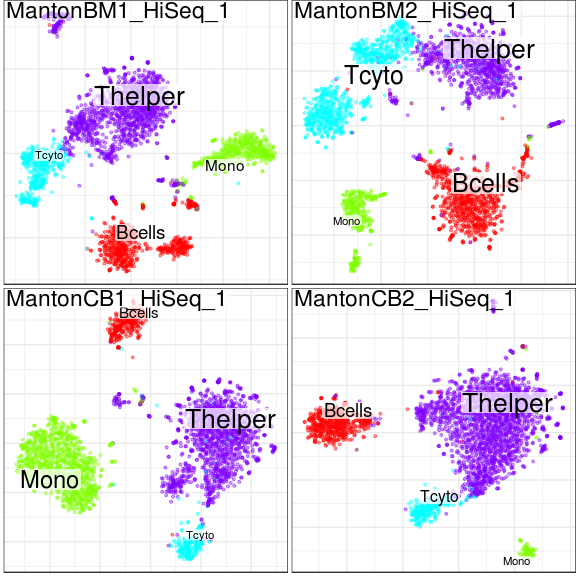 MantonBM1_HiSeq_1
Thelper
Tcyto
Mono
Bcells
MantonBM2_HiSeq_1
Thelper
Tcyto
Bcells
Mono
MantonCB1_HiSeq_1
Bcells
Thelper
Mono
Tcyto
MantonCB2_HiSeq_1
Thelper
Bcells
Tcyto
Mono